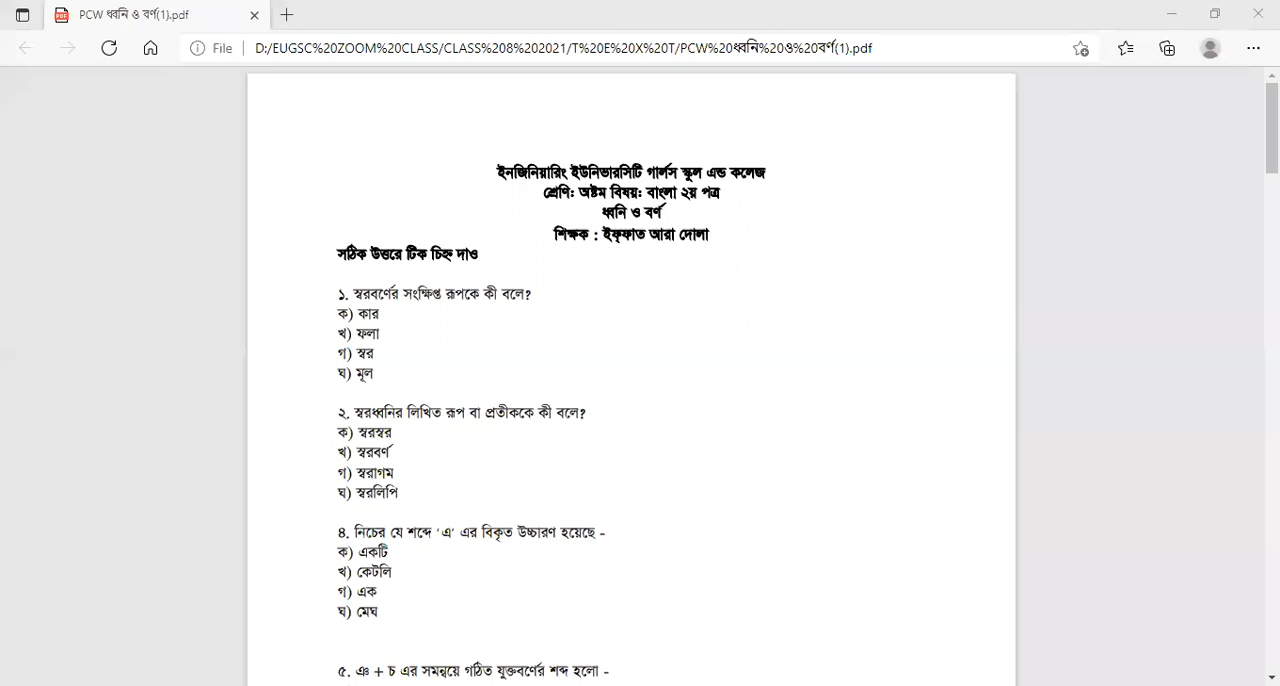 PCW ধ্বনি ও বর্ণ(1).pdf
File D:/EUGSC%20ZOOM%20CLASS/CLASS%208%202021/T%20E%20X%20T/PCW%20ধ্বনি%20ও%20বর্ণ(1).pdf
ইনজিনিয়ারিং ইউনিভারসিটি গার্লস স্কুল এন্ড কলেজ
শ্রেণি: অষ্টম বিষয়: বাংলা ২য় পত্র
ধ্বনি ও বর্ণ
শিক্ষক : ইফ্ফাত আরা দোলা
সঠিক উত্তরে টিক চিহ্ন দাও
১. স্বরবর্ণের সংক্ষিপ্ত রূপকে কী বলে?
ক) কার
খ) ফলা
গ) স্বর
ঘ) মূল
২. স্বরধ্বনির লিখিত রূপ বা প্রতীককে কী বলে?
ক) স্বরস্বর
খ) স্বরবর্ণ
গ) স্বরাগম
ঘ) স্বরলিপি
৪. নিচের যে শব্দে ‘এ’ এর বিকৃত উচ্চারণ হয়েছে -
ক) একটি
খ) কেটলি
গ) এক
ঘ) মেঘ
৫. ঞ + চ এর সমন্বয়ে গঠিত যুক্তবর্ণের শব্দ হলো -